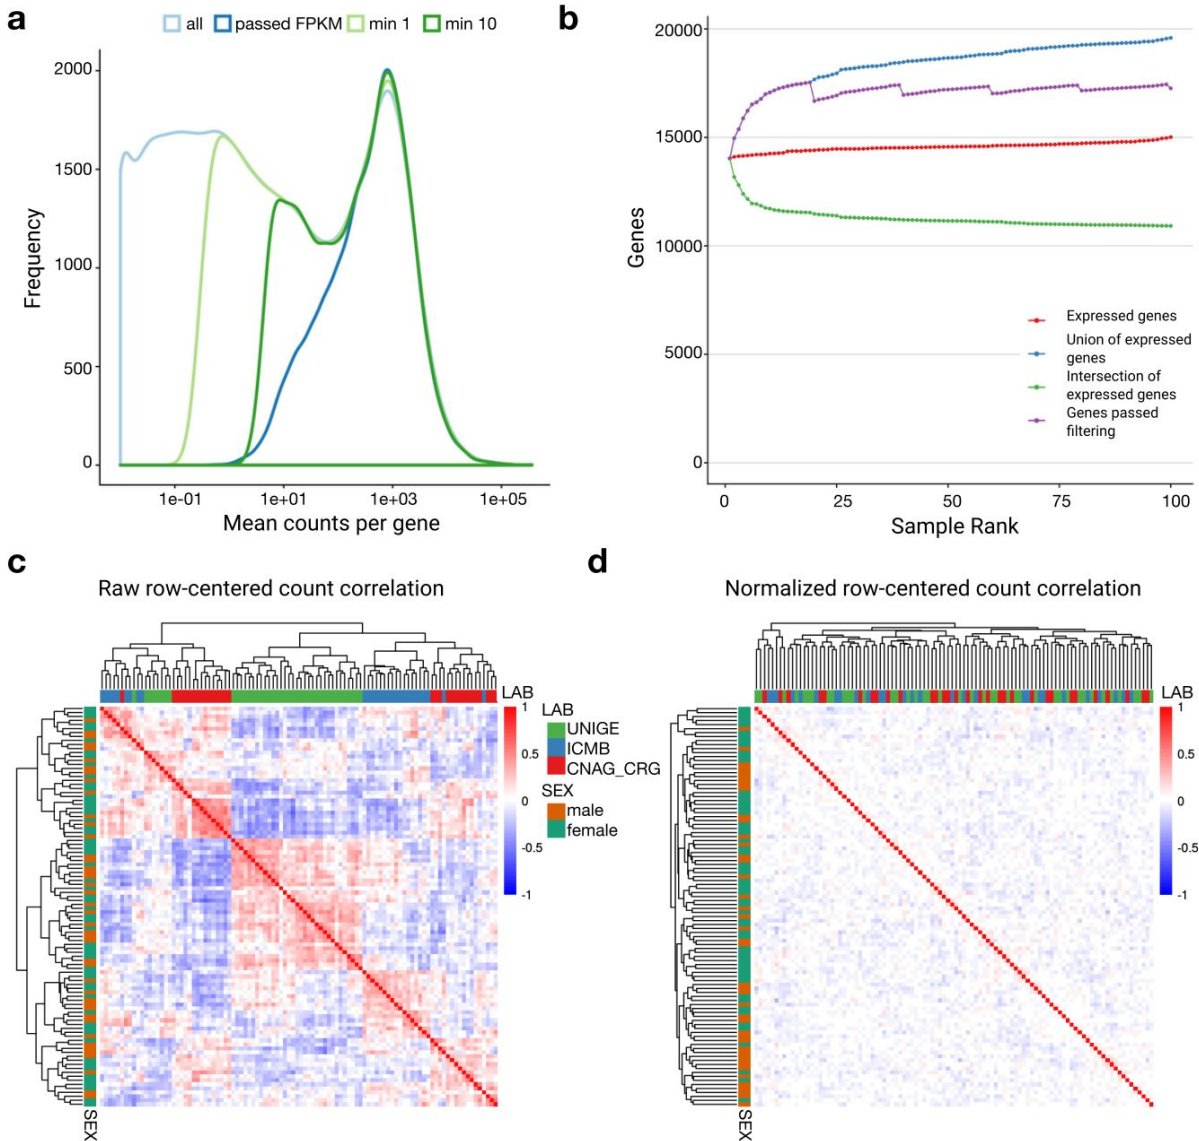 a
all passed FPKM min 1 min 10
Frequency
2000
1500
1000
500
0
1e-01 1e+01 1e+03 1e+05
Mean counts per gene
b
Genes
20000
15000
10000
5000
0
Expressed genes
Union of expressed
genes
Intersection of
expressed genes
Genes passed
filtering
0 25 50 75 100
Sample Rank
c
Raw row-centered count correlation
LAB
1
0.5
0
-0.5
-1
LAB
UNIGE
ICMB
CNAG_CRG
SEX
male
female
SEX
d
Normalized row-centered count correlation
LAB
1
0.5
0
-0.5
-1
SEX